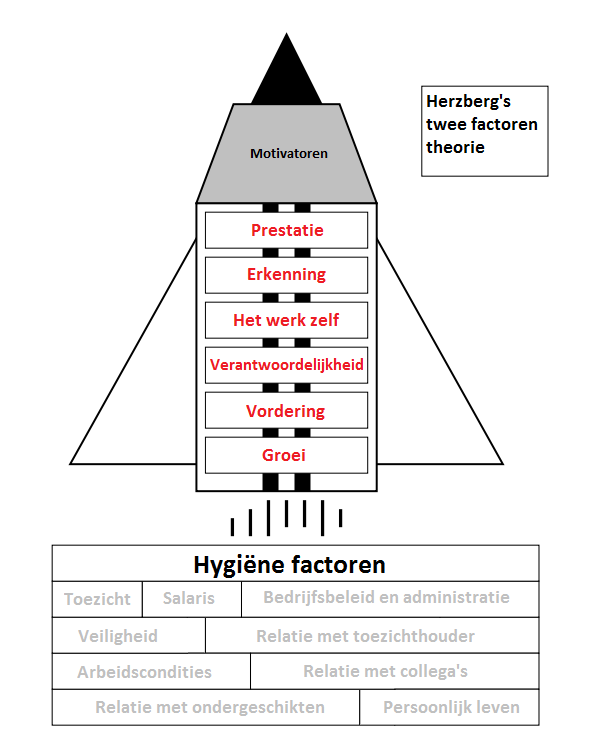 Herzberg's
twee factoren
theorie
Motivatoren
Prestatie
Erkenning
Het werk zelf
Verantwoordelijkheid
Vordering
Groei
Hygiëne factoren
Toezicht Salaris Bedrijfsbeleid en administratie
Veiligheid Relatie met toezichthouder
Arbeidscondities Relatie met collega's
Relatie met ondergeschikten Persoonlijk leven